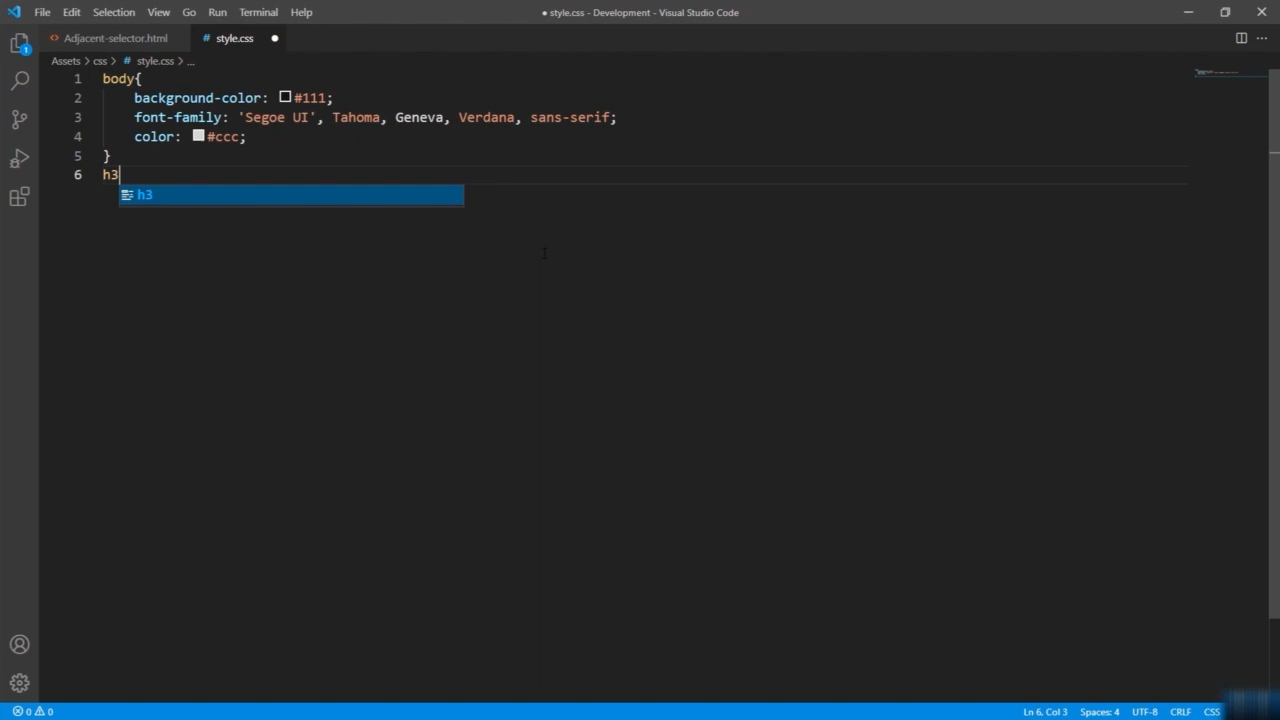 File Edit Selection View Go Run Terminal Help
● style.css - Development - Visual Studio Code
Adjacent-selector.html
# style.css ●
Assets > css > # style.css > ...
1 body{
2 background-color: #111;
3 font-family: 'Segoe UI', Tahoma, Geneva, Verdana, sans-serif;
4 color: #ccc;
5 }
6 h3
h3
1
0 0
Ln 6, Col 3 Spaces: 4 UTF-8 CRLF CSS